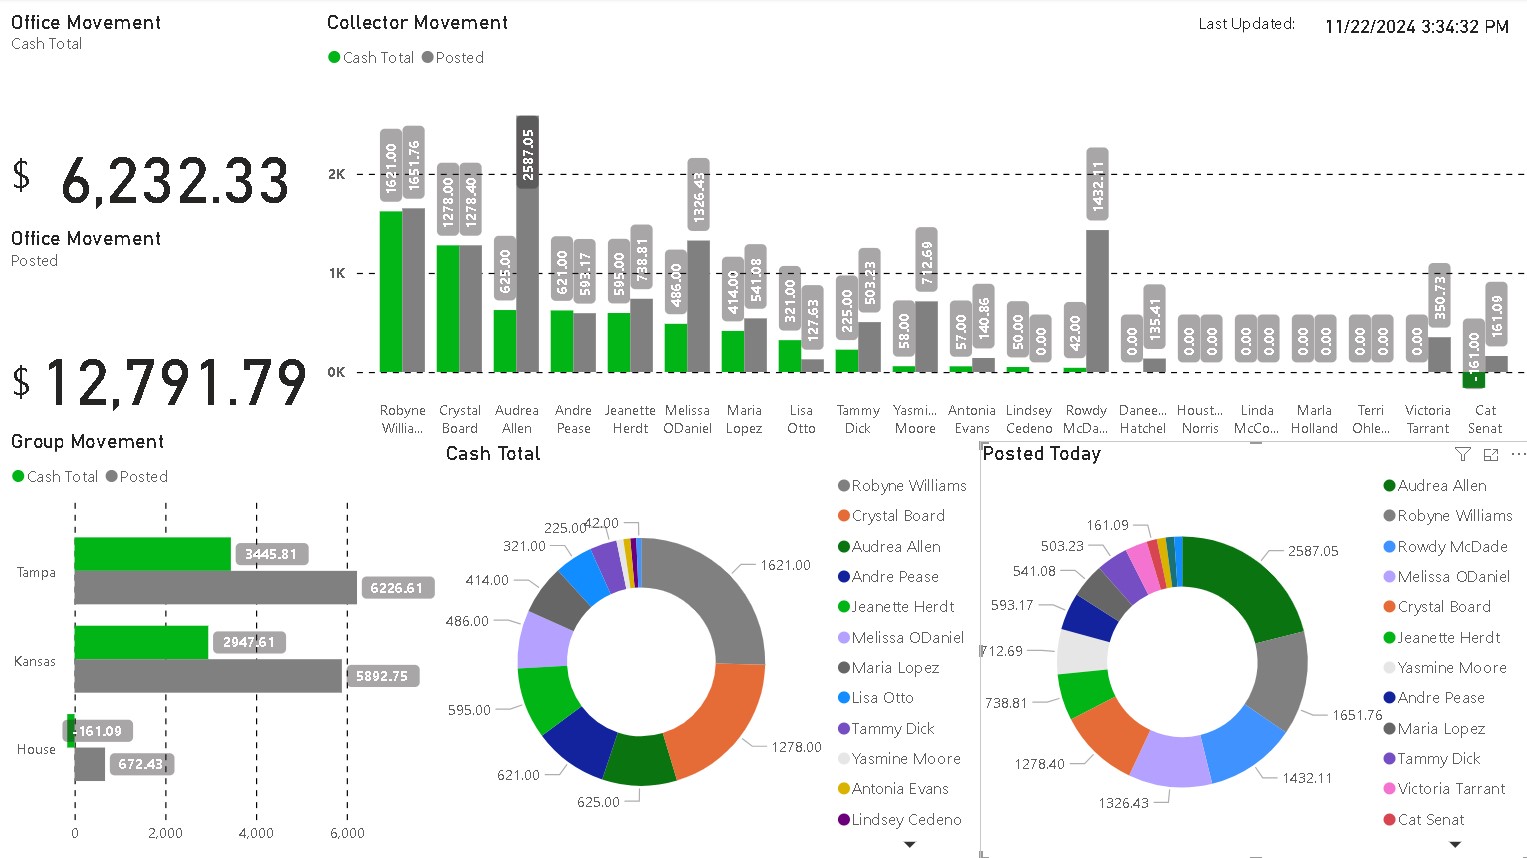 Office Movement
Cash Total
$ 6,232.33
Office Movement
Posted
$ 12,791.79
Collector Movement
Cash Total Posted
Last Updated: 11/22/2024 3:34:32 PM
2K
1K
0K
1621.00 1651.76
1278.00 1278.40
625.00 2587.05
621.00 593.17
595.00 738.81
486.00 1326.43
414.00 541.08
321.00 127.63
225.00 503.23
58.00 712.69
57.00 140.86
50.00 0.00
42.00 1432.11
0.00 135.41
0.00 0.00
0.00 0.00
0.00 0.00
0.00 0.00
0.00 350.73
-161.00 161.09
Robyne Willia...
Crystal Board
Audrea Allen
Andre Pease
Jeanette Herdt
Melissa ODaniel
Maria Lopez
Lisa Otto
Tammy Dick
Yasmi... Moore
Antonia Evans
Lindsey Cedeno
Rowdy McDa...
Danee... Hatchel
Houst... Norris
Linda McCo...
Marla Holland
Terri Ohle...
Victoria Tarrant
Cat Senat
Group Movement
Cash Total Posted
Tampa
3445.81
6226.61
Kansas
2947.61
5892.75
House
-161.09
672.43
0 2,000 4,000 6,000
Cash Total
1621.00
1278.00
625.00
621.00
595.00
486.00
414.00
321.00
225.00
42.00
Robyne Williams
Crystal Board
Audrea Allen
Andre Pease
Jeanette Herdt
Melissa ODaniel
Maria Lopez
Lisa Otto
Tammy Dick
Yasmine Moore
Antonia Evans
Lindsey Cedeno
Posted Today
2587.05
1651.76
1432.11
1326.43
1278.40
738.81
712.69
593.17
541.08
503.23
161.09
Audrea Allen
Robyne Williams
Rowdy McDade
Melissa ODaniel
Crystal Board
Jeanette Herdt
Yasmine Moore
Andre Pease
Maria Lopez
Tammy Dick
Victoria Tarrant
Cat Senat